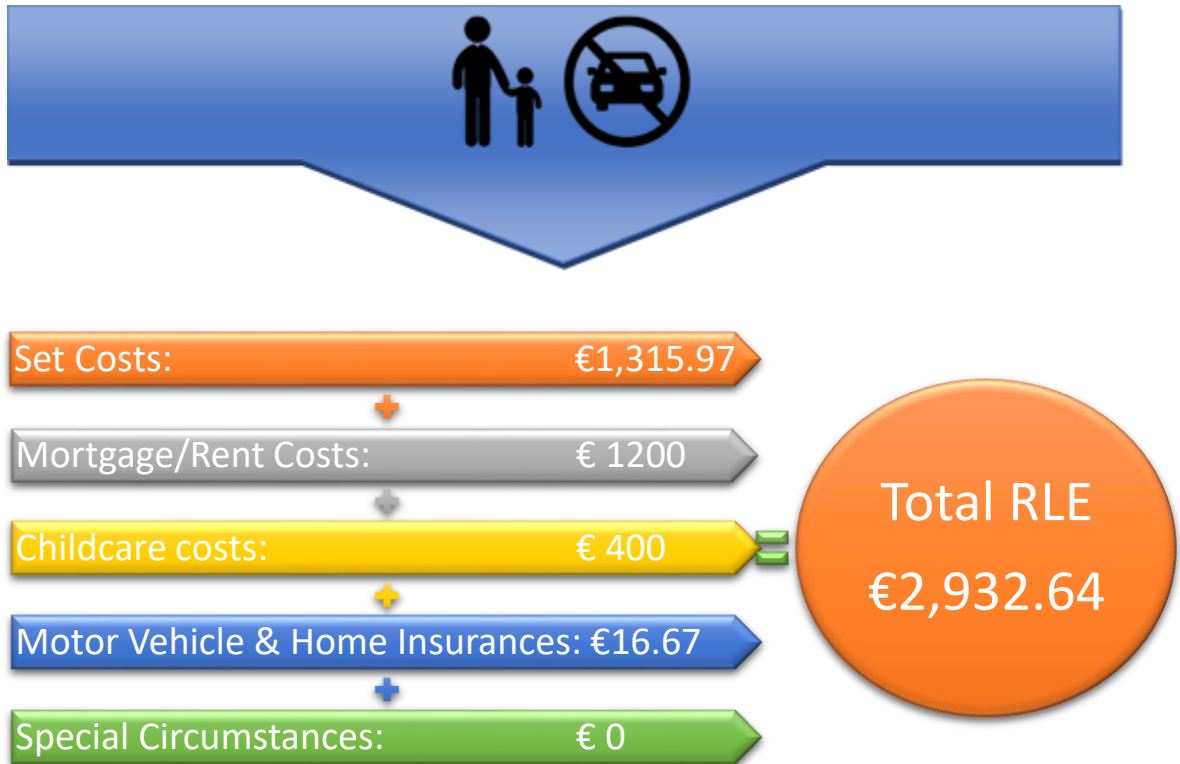 Set Costs: €1,315.97
Mortgage/Rent Costs: € 1200
Childcare costs: € 400
Motor Vehicle & Home Insurances: €16.67
Special Circumstances: € 0
Total RLE
€2,932.64